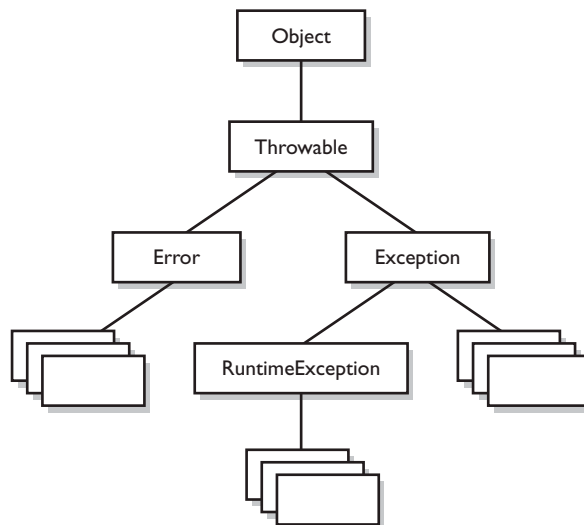 Object
Throwable
Error
Exception
RuntimeException